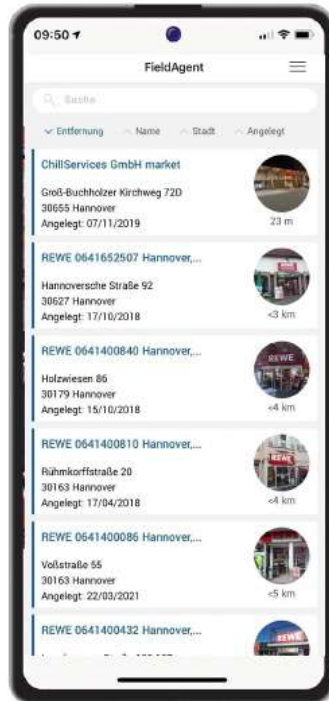 09:50
FieldAgent
Suche
Entfernung Name Stadt Angelegt
ChillServices GmbH market
Groß-Buchholzer Kirchweg 72D
30655 Hannover
Angelegt: 07/11/2019
23 m
REWE 0641652507 Hannover,...
Hannoversche Straße 92
30627 Hannover
Angelegt: 17/10/2018
<3 km
REWE 0641400840 Hannover,...
Holzwiesen 86
30179 Hannover
Angelegt: 15/10/2018
<4 km
REWE
REWE 0641400810 Hannover,...
Rühmkorffstraße 20
30163 Hannover
Angelegt: 17/04/2018
<4 km
REWE
REWE 0641400086 Hannover,...
Voßstraße 55
30163 Hannover
Angelegt: 22/03/2021
<5 km
REWE 0641400432 Hannover,...
REWE